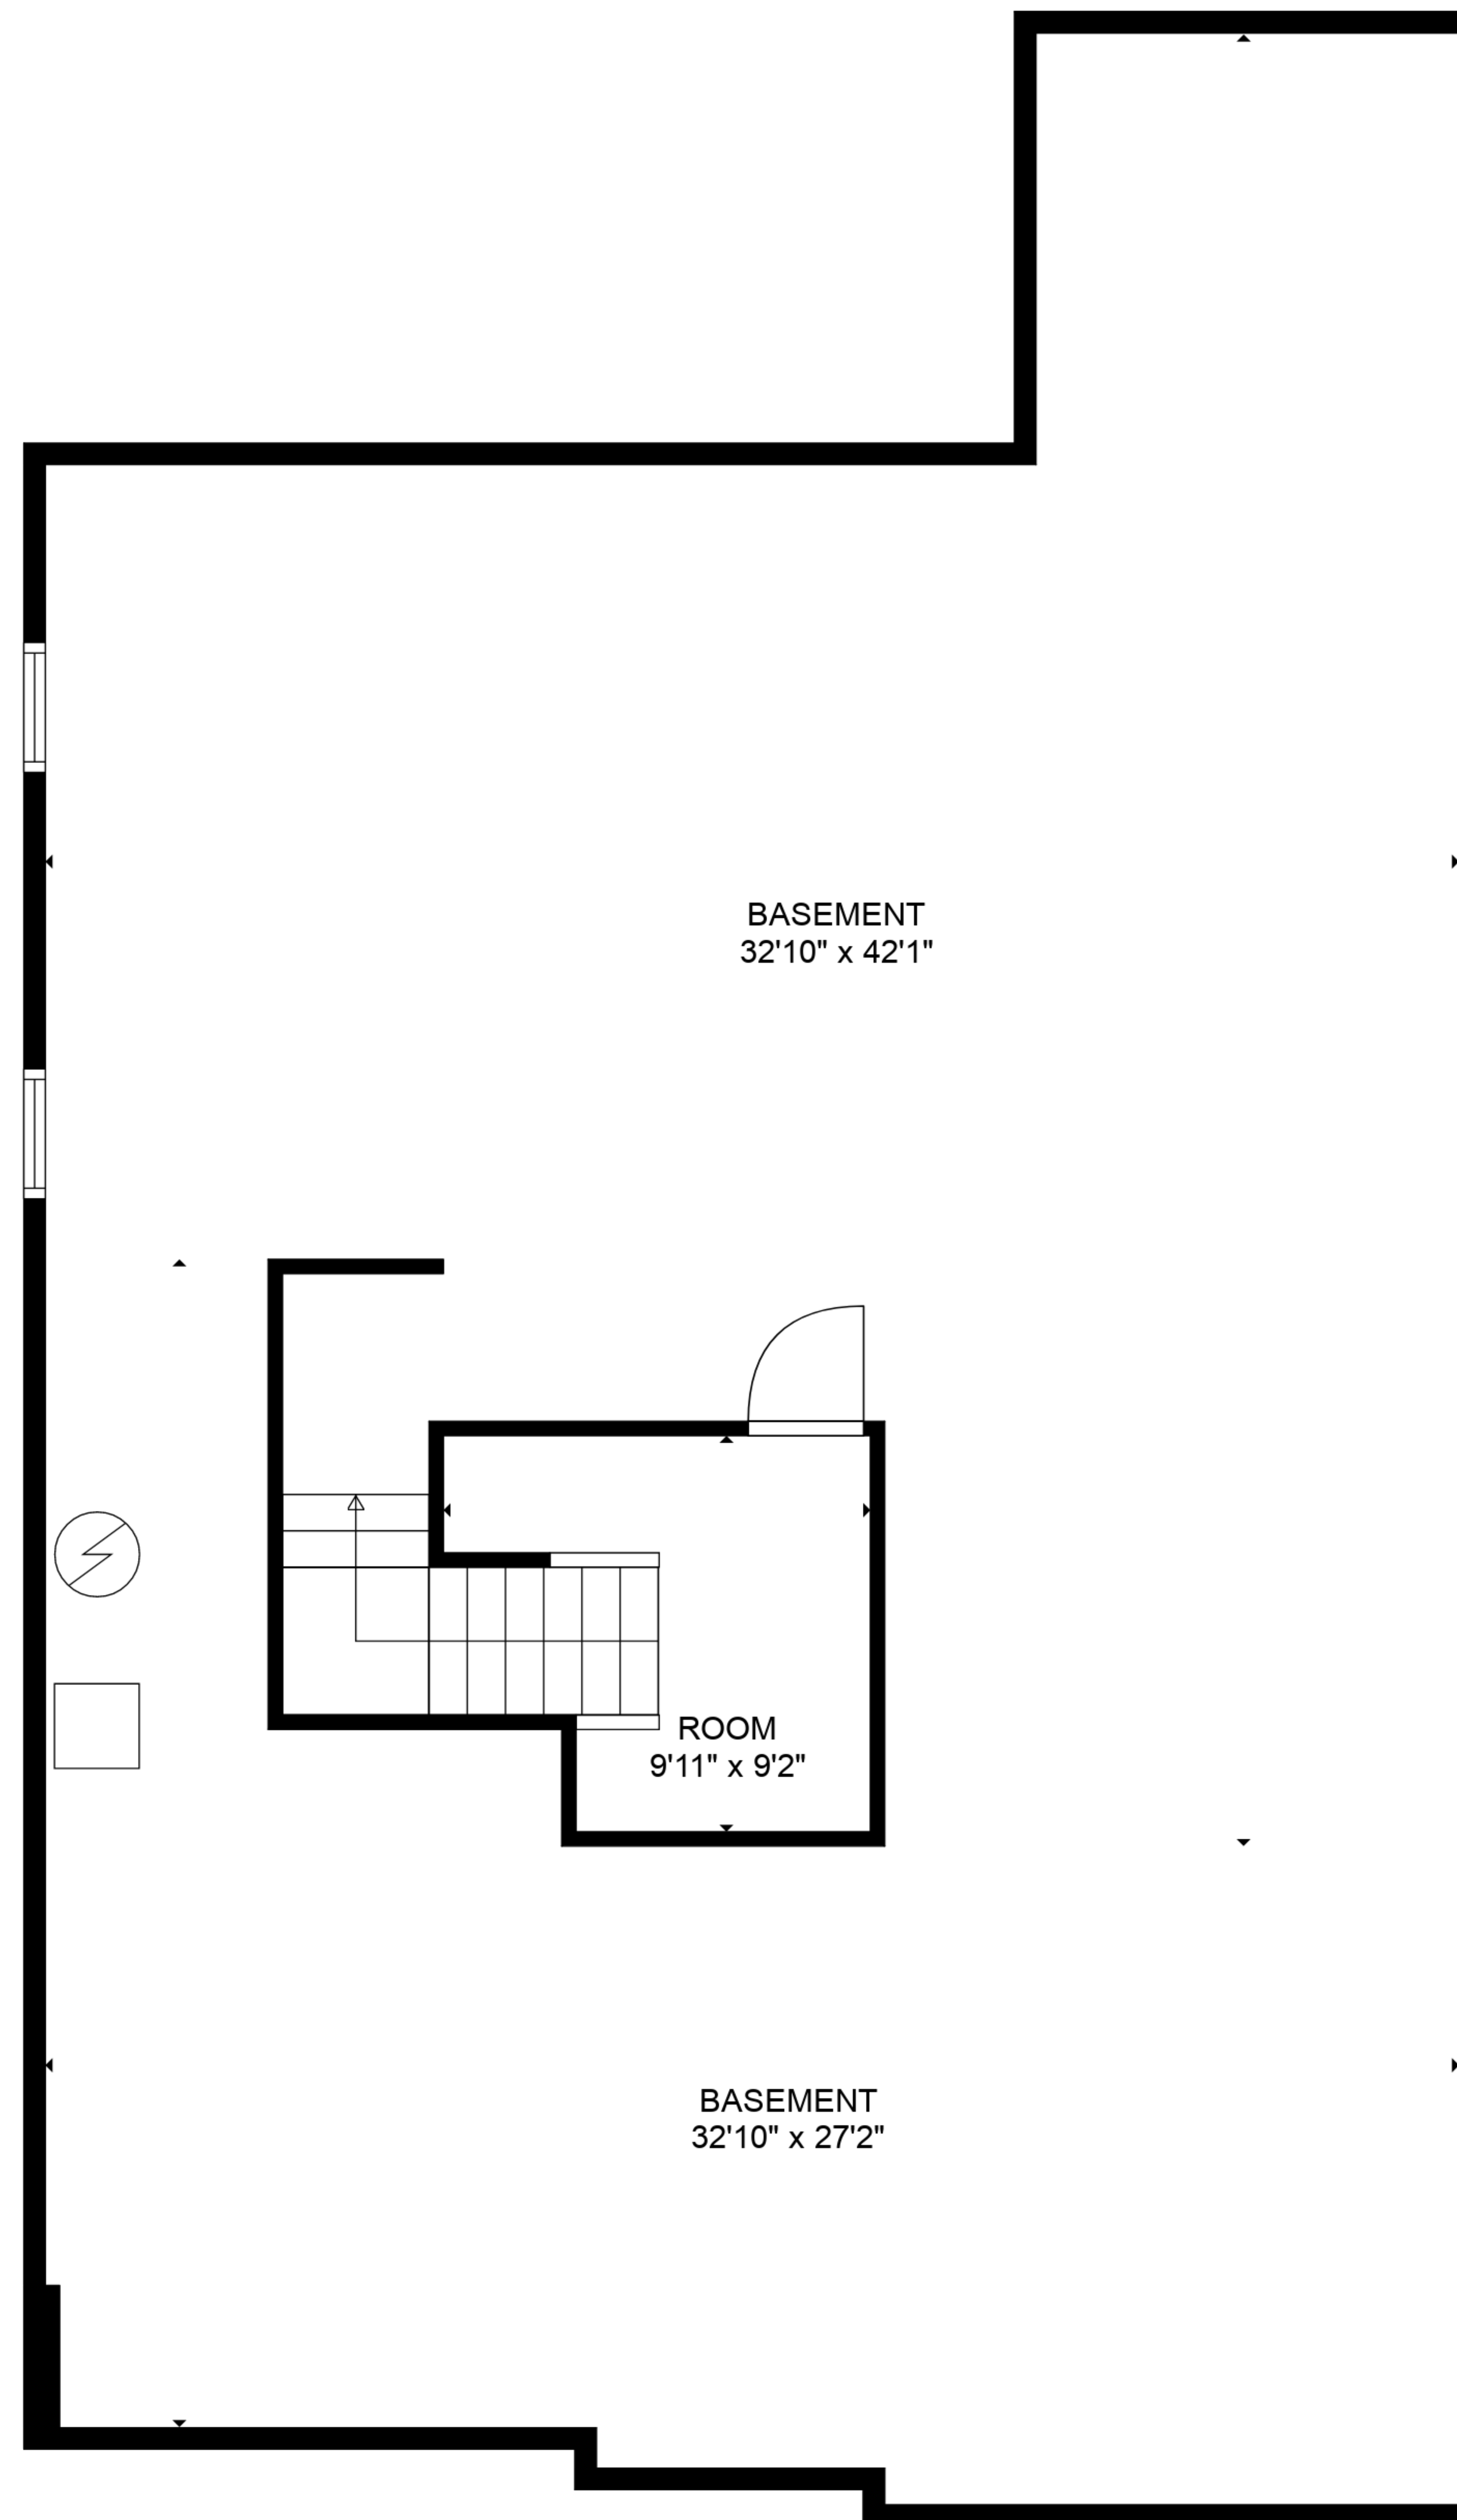 BASEMENT
32'10" x 42'1"
ROOM
9'11" x 9'2"
BASEMENT
32'10" x 27'2"